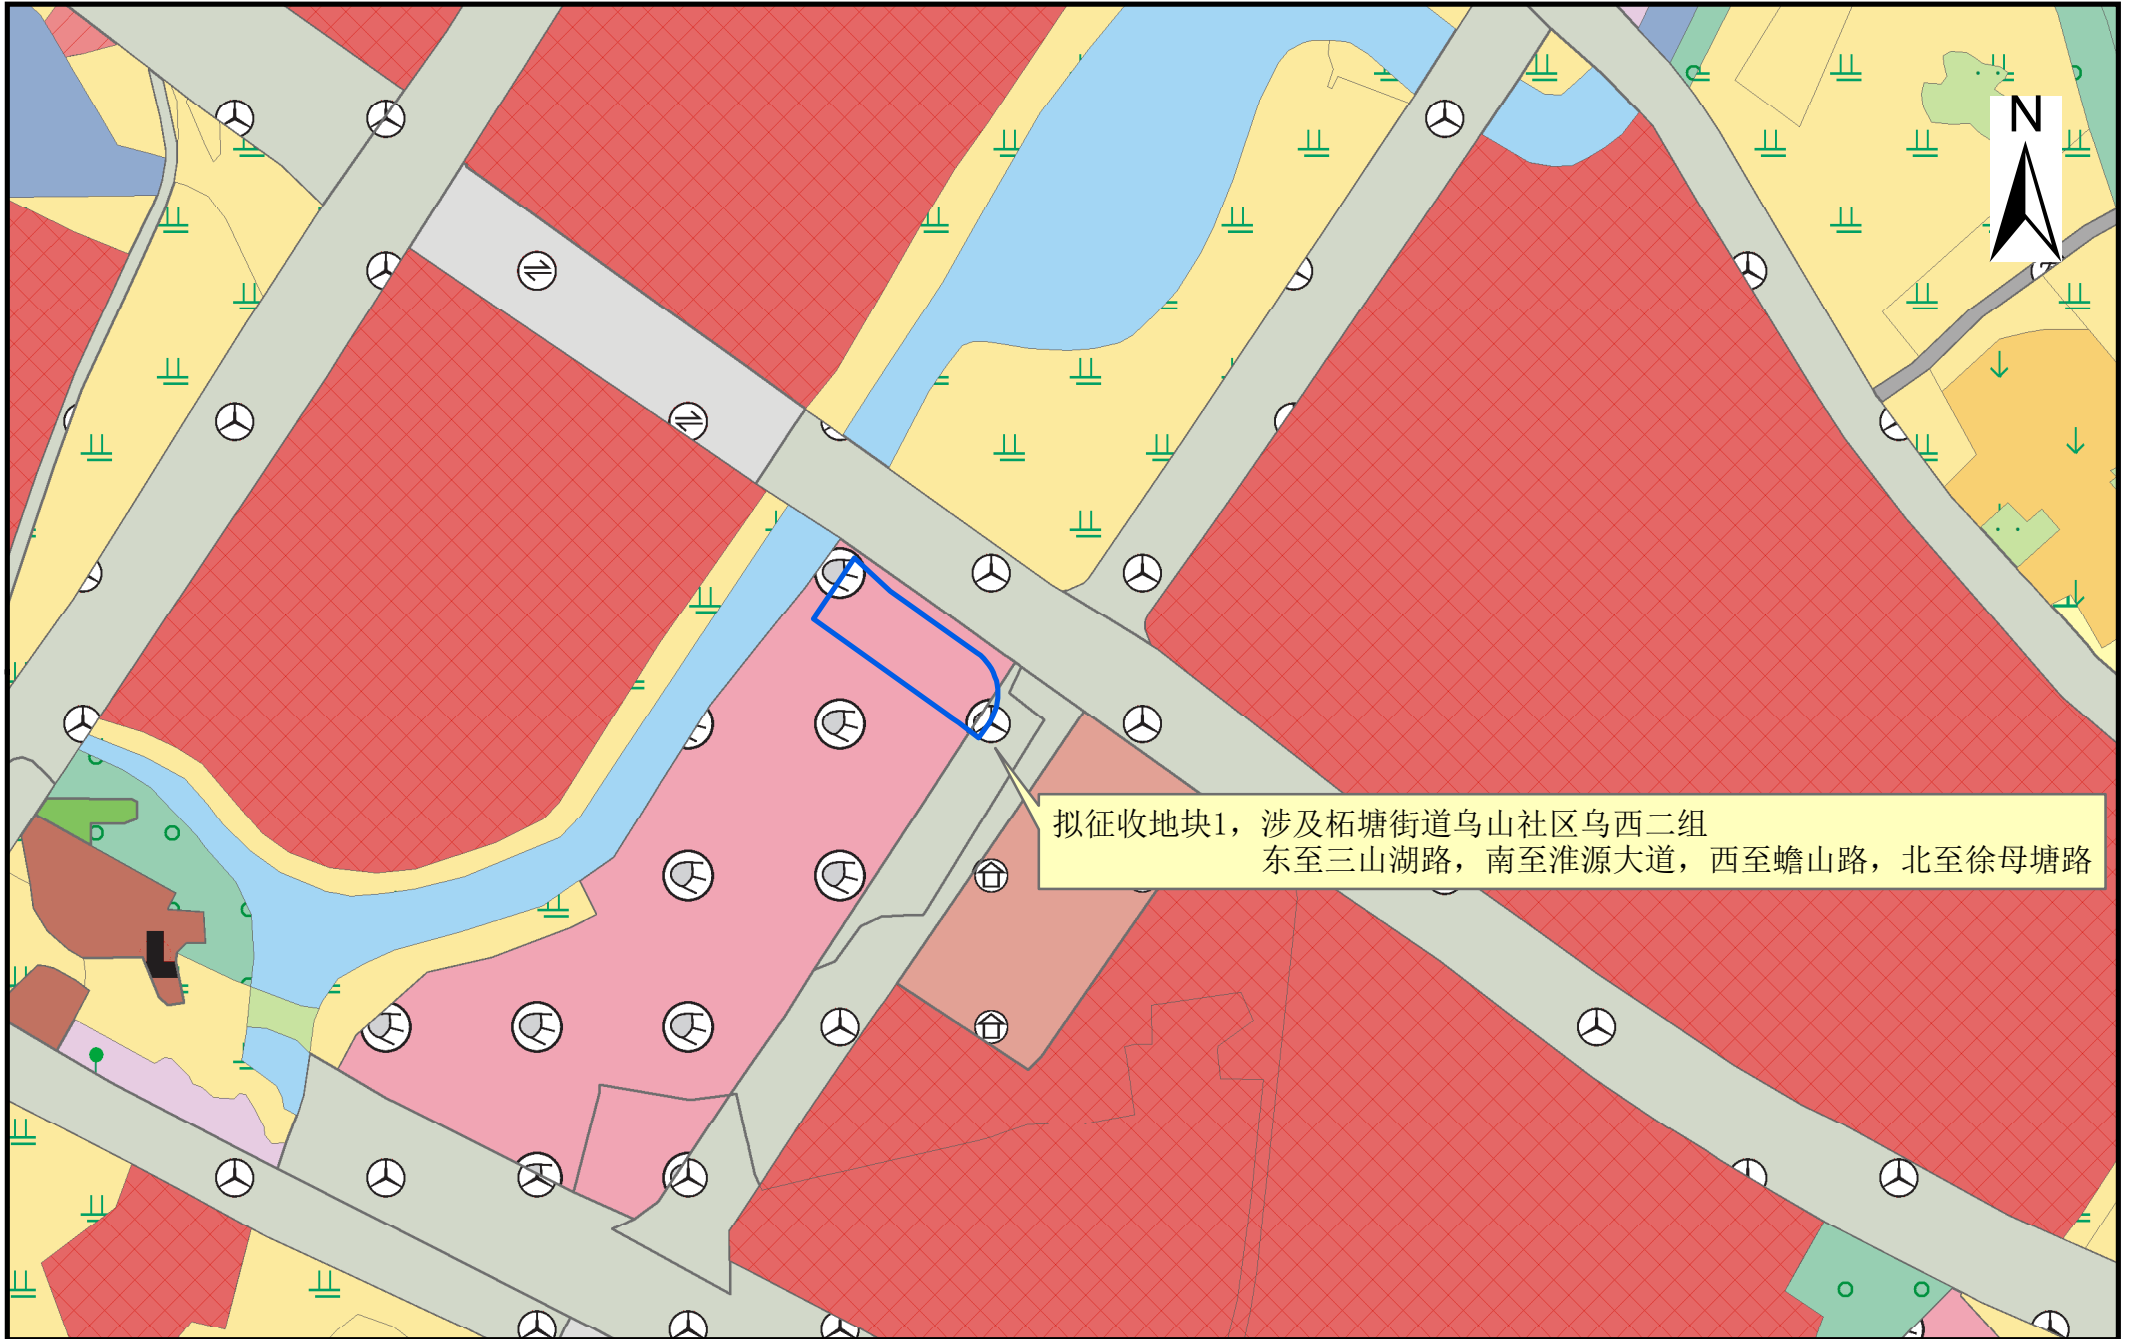 N
拟征收地块1，涉及柘塘街道乌山社区乌西二组
东至三山湖路，南至淮源大道，西至蟾山路，北至徐母塘路